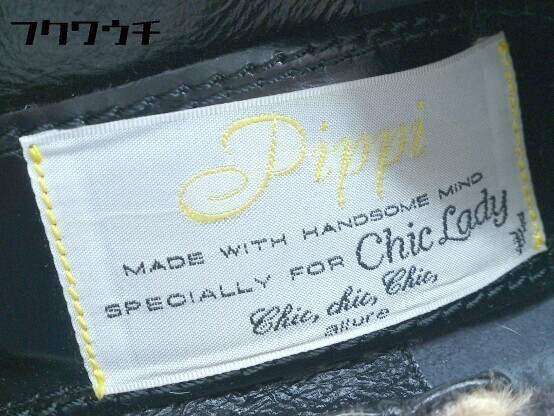 フクワウチ
Pippi
MADE WITH HANDSOME MIND
SPECIALLY FOR Chic Lady
Chic, chic, Chic,
allure